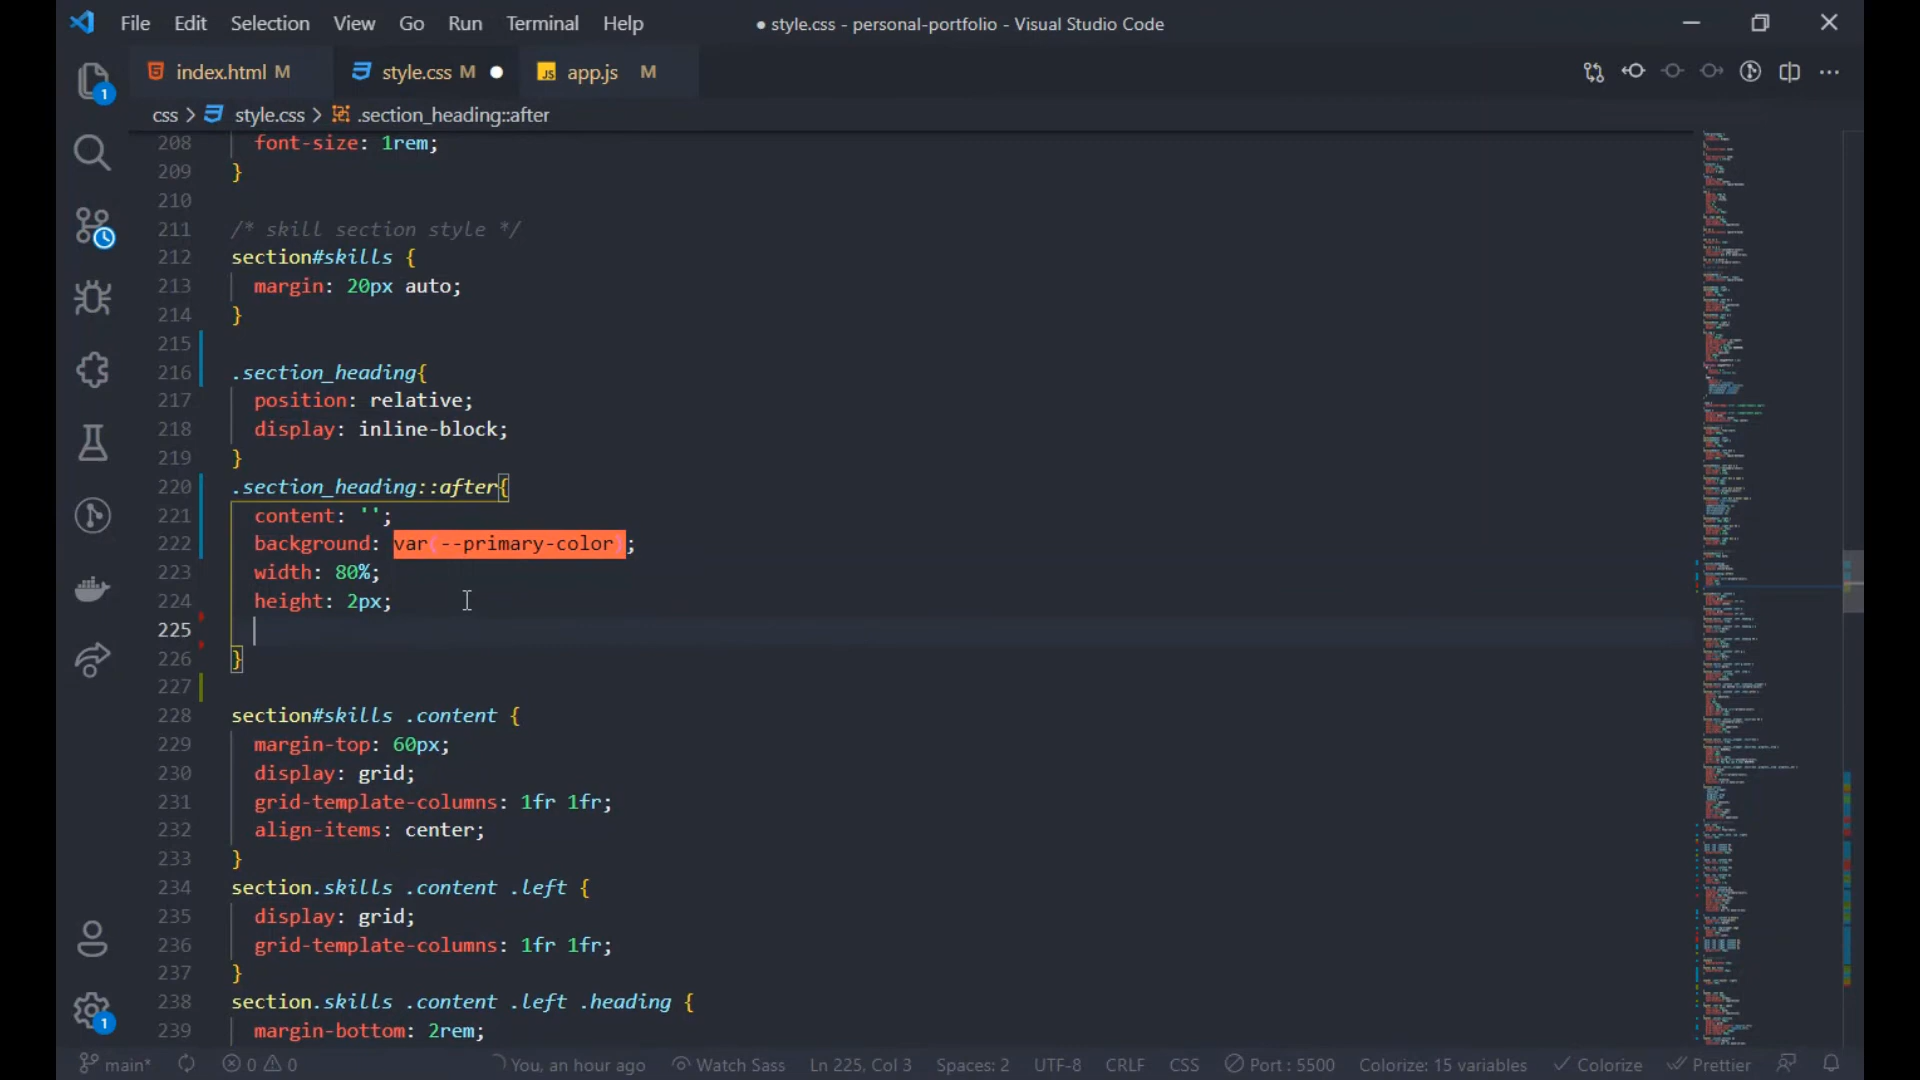 File Edit Selection View Go Run Terminal Help ● style.css - personal-portfolio - Visual Studio Code
index.html M style.css M ● JS app.js M
1
css > style.css > .section_heading::after
208 font-size: 1rem;
209 }
210
211 /* skill section style */
212 section#skills {
213 margin: 20px auto;
214 }
215
216 .section_heading{
217 position: relative;
218 display: inline-block;
219 }
220 .section_heading::after{
221 content: '';
222 background: var(--primary-color);
223 width: 80%;
224 height: 2px;
225
226 }
227
228 section#skills .content {
229 margin-top: 60px;
230 display: grid;
231 grid-template-columns: 1fr 1fr;
232 align-items: center;
233 }
234 section.skills .content .left {
235 display: grid;
236 grid-template-columns: 1fr 1fr;
237 }
238 section.skills .content .left .heading {
239 margin-bottom: 2rem;
1
main* 0 0 You, an hour ago Watch Sass Ln 225, Col 3 Spaces: 2 UTF-8 CRLF CSS Port : 5500 Colorize: 15 variables Colorize Prettier